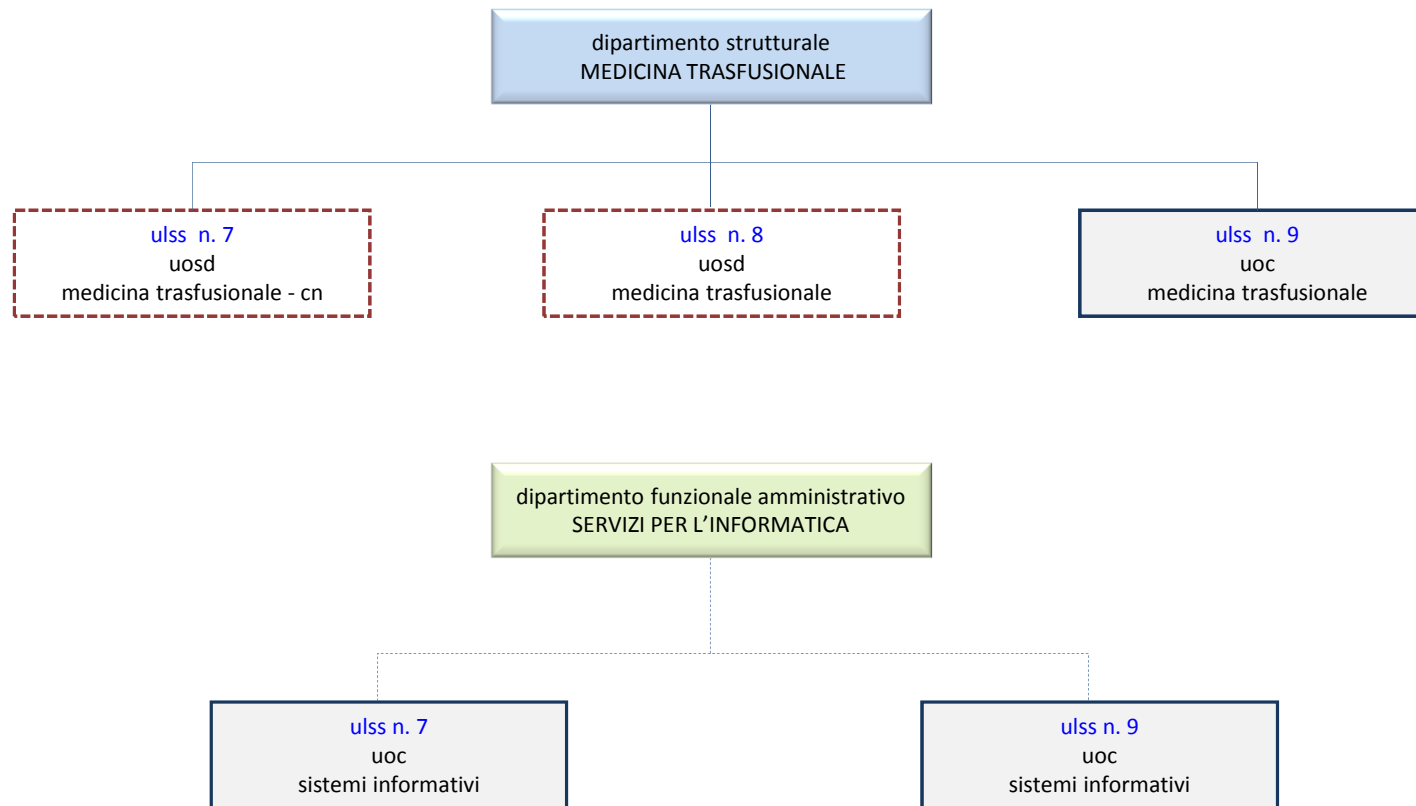 dipartimento strutturale
MEDICINA TRASFUSIONALE
ulss n. 7
uosd
medicina trasfusionale - cn
ulss n. 8
uosd
medicina trasfusionale
ulss n. 9
uoc
medicina trasfusionale
dipartimento funzionale amministrativo
SERVIZI PER L'INFORMATICA
ulss n. 7
uoc
sistemi informativi
ulss n. 9
uoc
sistemi informativi